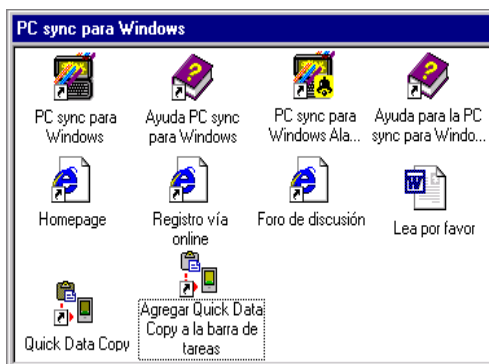 PC sync para Windows
PC sync para
Windows
Ayuda PC sync
para Windows
PC sync para
Windows Ala...
Ayuda para la PC
sync para Windo...
Homepage
Registro vía
online
Foro de discusión
Lea por favor
Quick Data Copy
Agregar Quick Data
Copy a la barra de
tareas